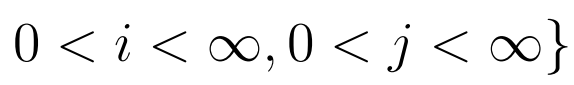 0 < i < ∞, 0 < j < ∞}